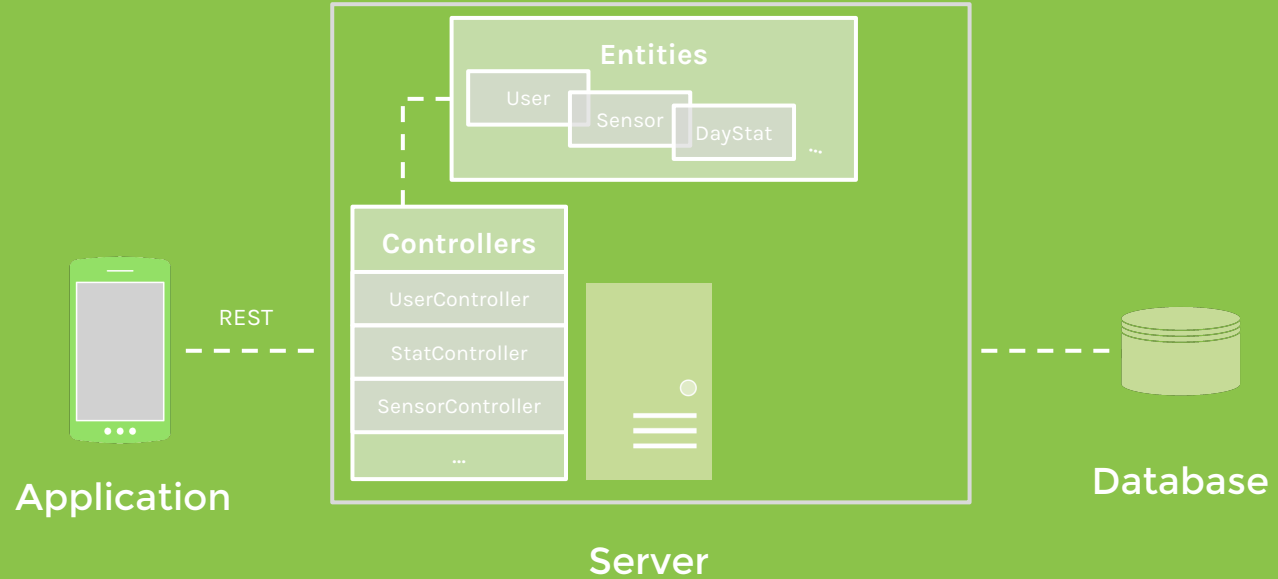 Entities
User
Sensor
DayStat
...
Controllers
UserController
StatController
SensorController
...
REST
Application
Server
Database